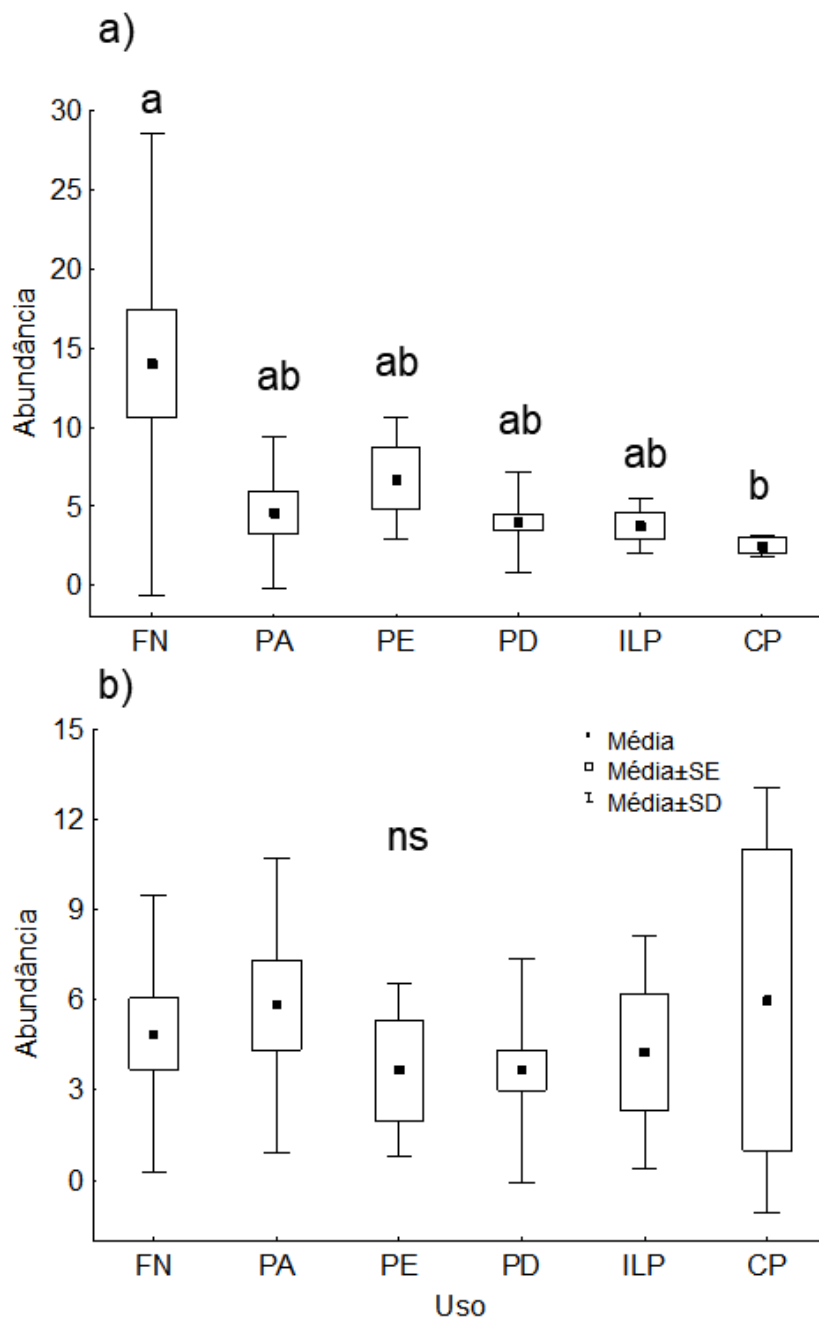 a)
a
ab
ab
ab
ab
b
30
25
20
15
10
5
0
Abundância
FN PA PE PD ILP CP
b)
15
12
9
6
3
0
Abundância
Média
Média±SE
Média±SD
ns
FN PA PE PD ILP CP
Uso